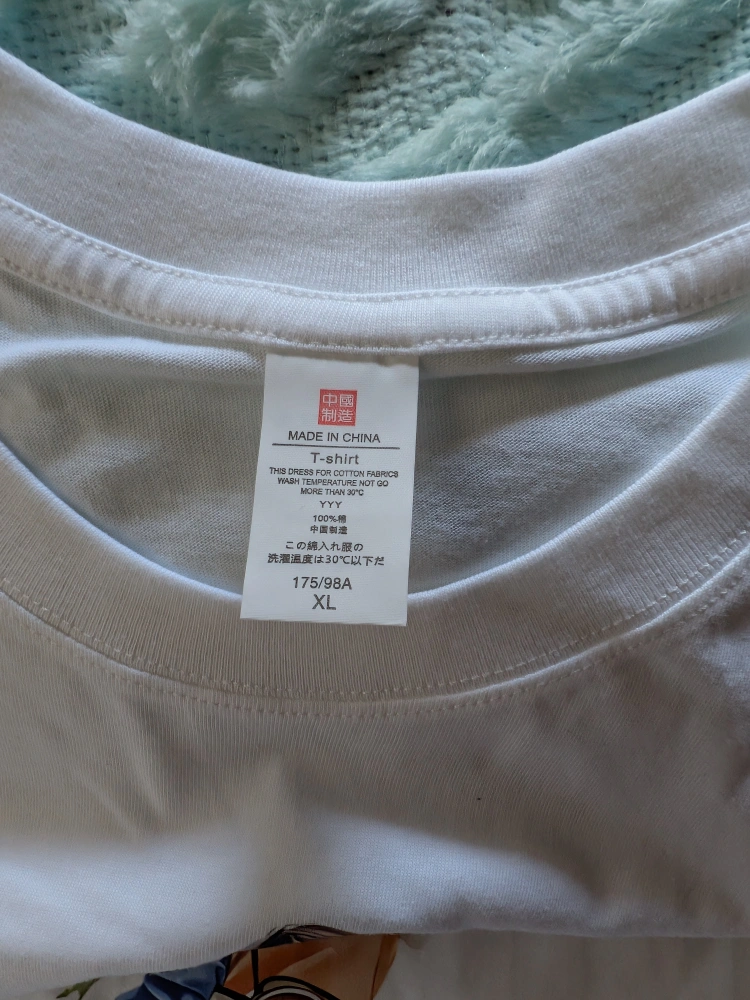 中國
制造
MADE IN CHINA
T-shirt
THIS DRESS FOR COTTON FABRICS
WASH TEMPERATURE NOT GO
MORE THAN 30℃
YYY
100%棉
中国制造
この綿入れ服の
洗濯温度は30℃以下だ
175/98A
XL